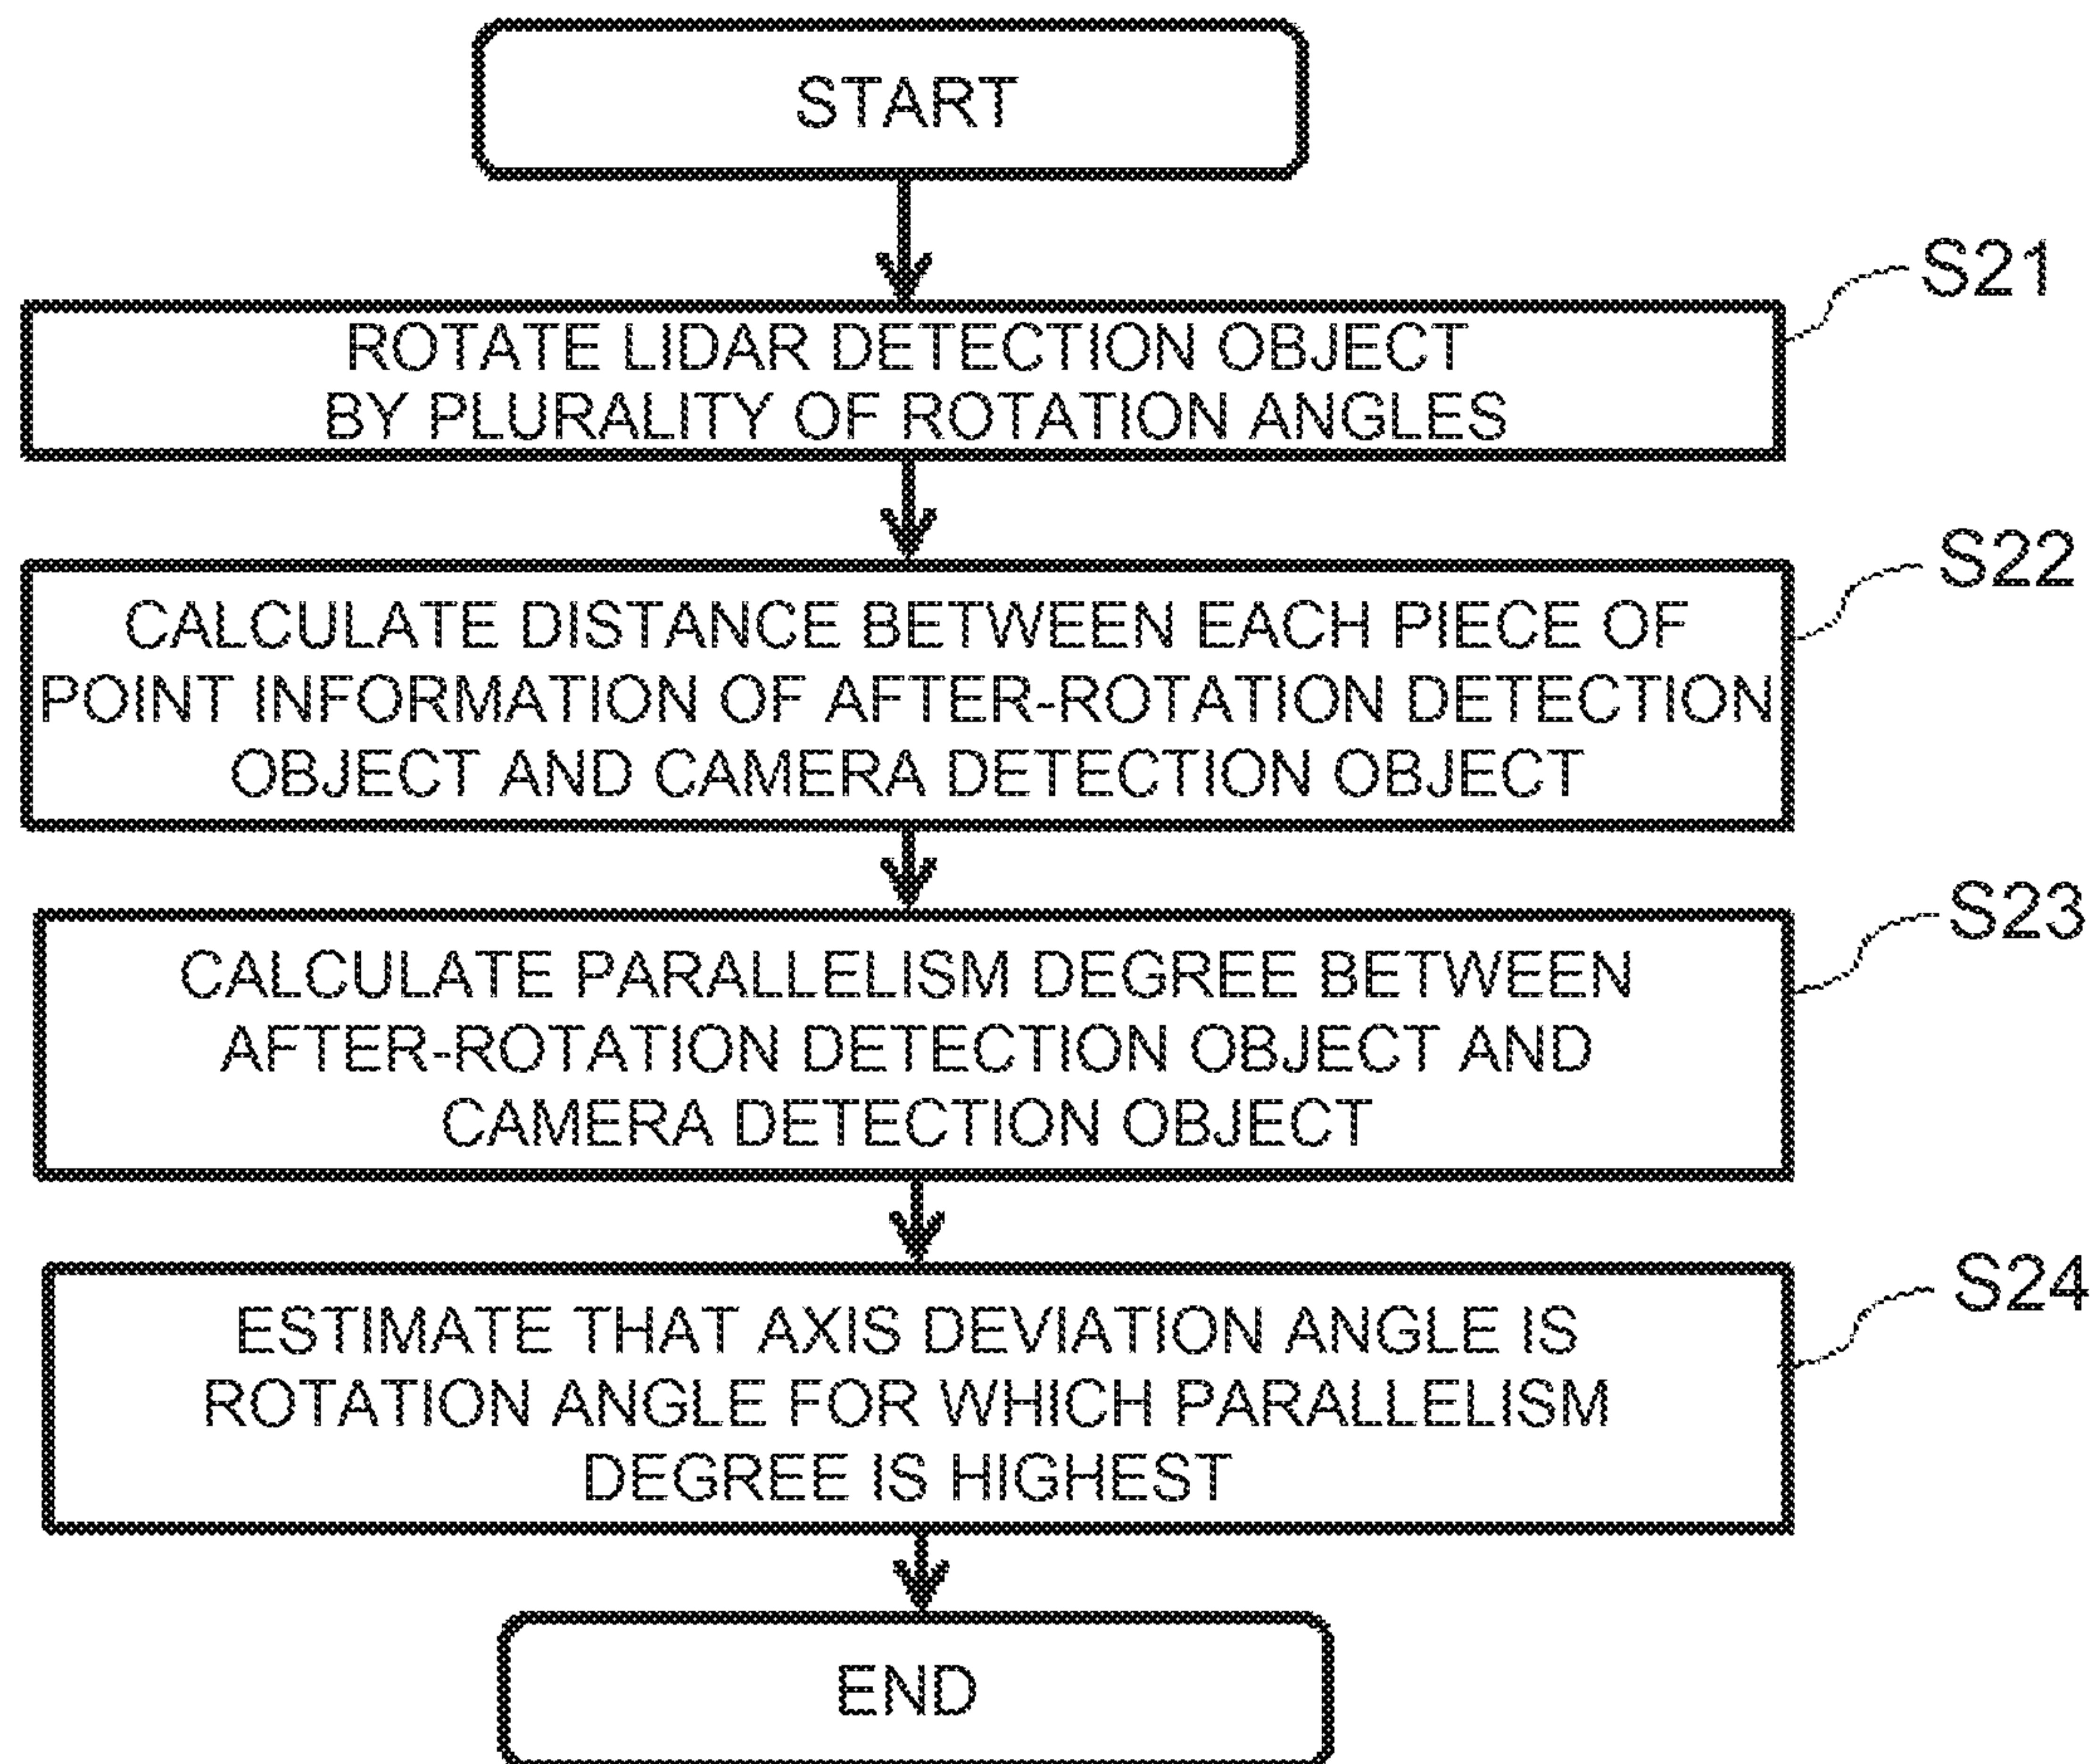 START
S21
ROTATE LIDAR DETECTION OBJECT
BY PLURALITY OF ROTATION ANGLES
S22
CALCULATE DISTANCE BETWEEN EACH PIECE OF
POINT INFORMATION OF AFTER-ROTATION DETECTION
OBJECT AND CAMERA DETECTION OBJECT
S23
CALCULATE PARALLELISM DEGREE BETWEEN
AFTER-ROTATION DETECTION OBJECT AND
CAMERA DETECTION OBJECT
S24
ESTIMATE THAT AXIS DEVIATION ANGLE IS
ROTATION ANGLE FOR WHICH PARALLELISM
DEGREE IS HIGHEST
END